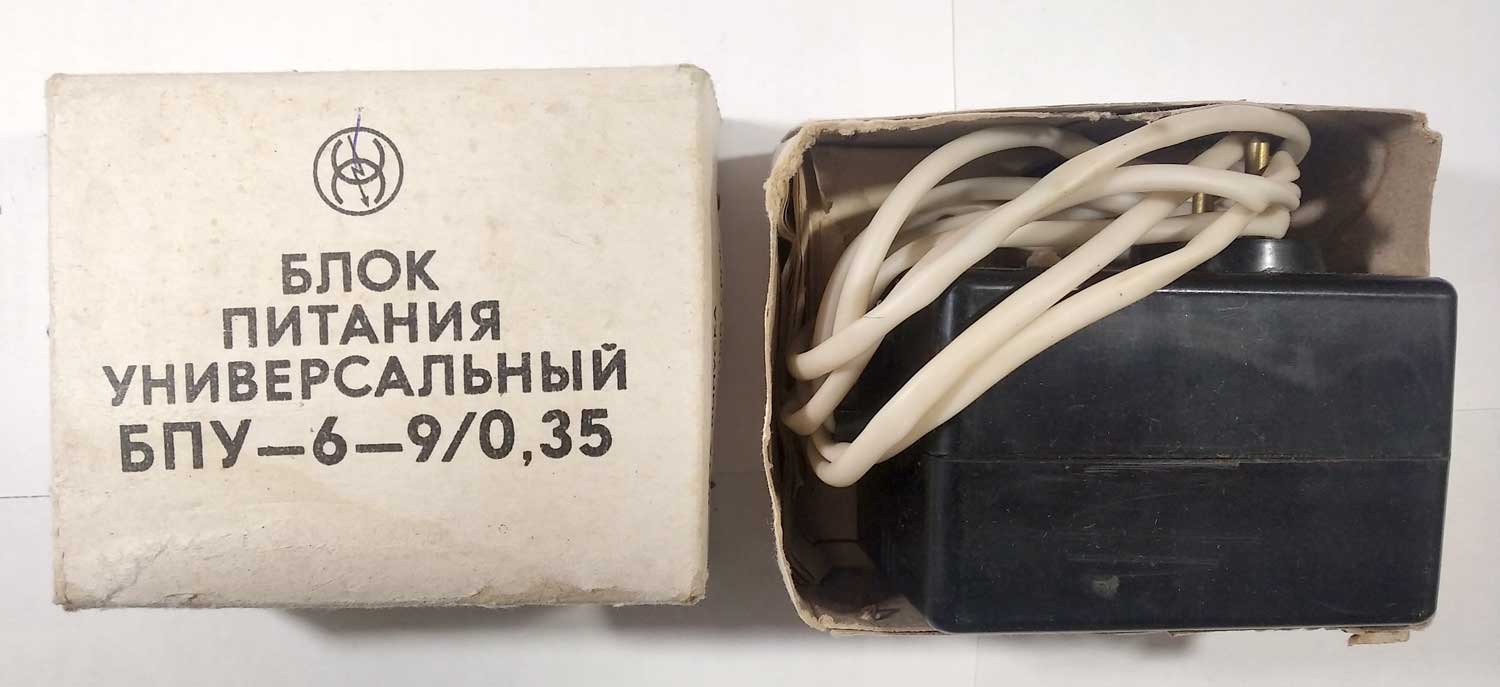 БЛОК
ПИТАНИЯ
УНИВЕРСАЛЬНЫЙ
БПУ—6—9/0,35